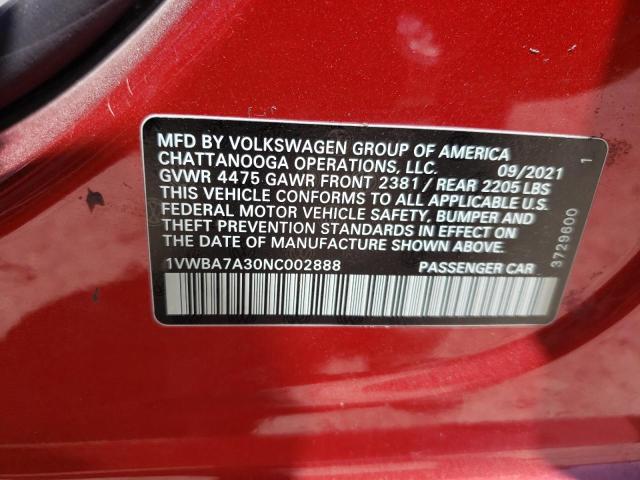 MFD BY VOLKSWAGEN GROUP OF AMERICA
CHATTANOOGA OPERATIONS, LLC. 09/2021
GVWR 4475 GAWR FRONT 2381 / REAR 2205 LBS
THIS VEHICLE CONFORMS TO ALL APPLICABLE U.S.
FEDERAL MOTOR VEHICLE SAFETY, BUMPER AND
THEFT PREVENTION STANDARDS IN EFFECT ON
THE DATE OF MANUFACTURE SHOWN ABOVE.
1VWBA7A30NC002888 PASSENGER CAR
3729600 1